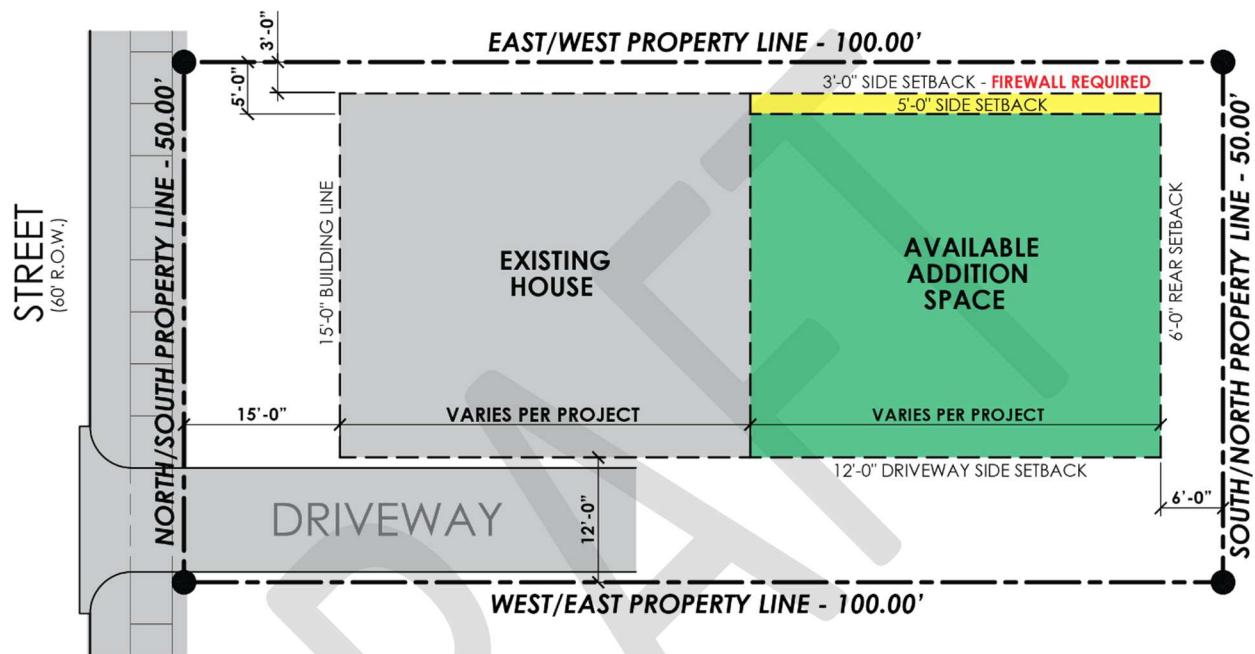 EAST/WEST PROPERTY LINE - 100.00'
3'-0"
5'-0"
3'-0" SIDE SETBACK - FIREWALL REQUIRED
5'-0" SIDE SETBACK
STREET
(60' R.O.W.)
NORTH/SOUTH PROPERTY LINE - 50.00'
15'-0" BUILDING LINE
EXISTING
HOUSE
AVAILABLE
ADDITION
SPACE
6'-0" REAR SETBACK
SOUTH/NORTH PROPERTY LINE - 50.00'
15'-0"
VARIES PER PROJECT
VARIES PER PROJECT
12'-0" DRIVEWAY SIDE SETBACK
6'-0"
DRIVEWAY
12'-0"
WEST/EAST PROPERTY LINE - 100.00'
DRAFT